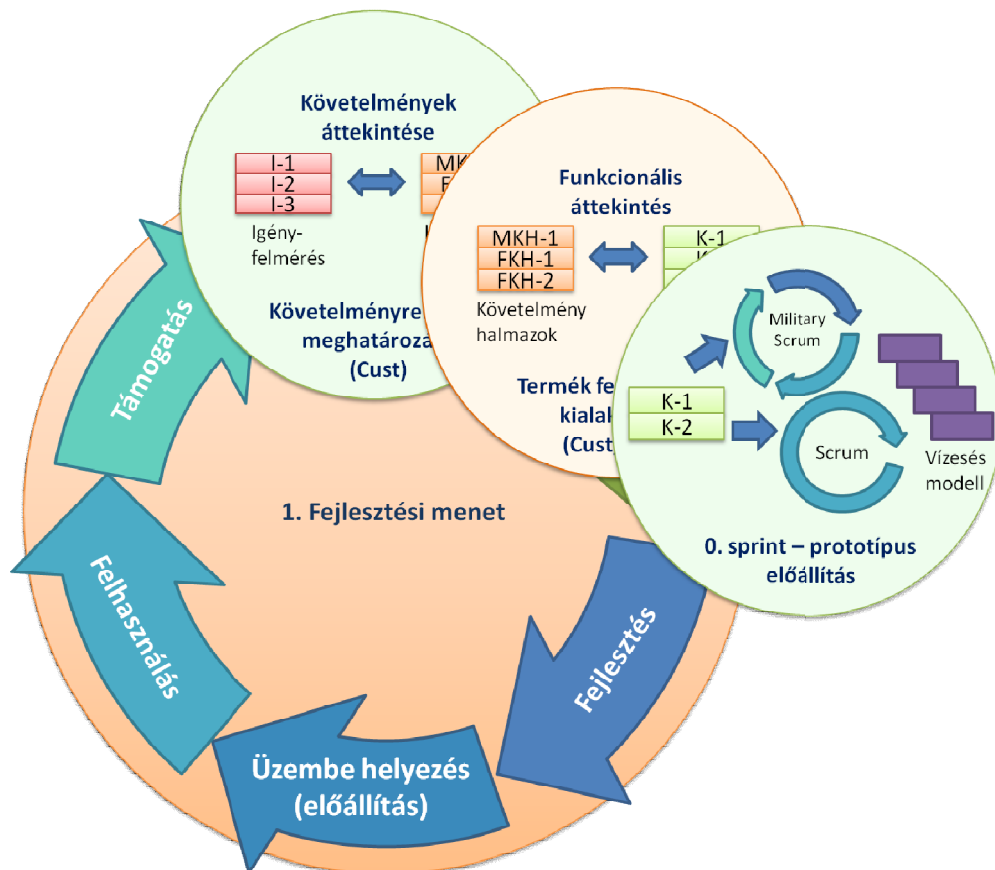 Követelmények
áttekintése
I-1
I-2
I-3
MK
Igény-
felmérés
Követelményre
meghatároza
(Cust)
Funkcionális
áttekintés
MKH-1
FKH-1
FKH-2
K-1
Követelmény
halmazok
Termék fe
kialak
(Cust
Military
Scrum
K-1
K-2
Scrum
Vízesés
modell
0. sprint – prototípus
előállítás
1. Fejlesztési menet
Támogatás
Felhasználás
Üzembe helyezés
(előállítás)
Fejlesztés